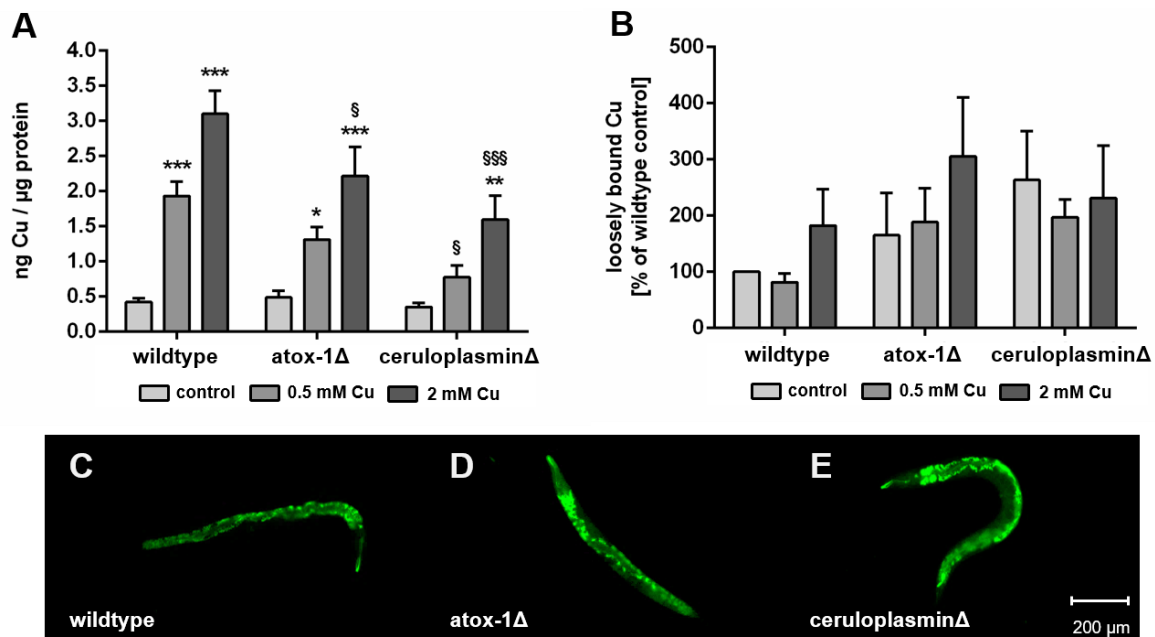 A
ng Cu / µg protein
4.0
3.5
3.0
2.5
2.0
1.5
1.0
0.5
0.0
***
***
*
§
***
§
§§§
**
wildtype
atox-1Δ
ceruloplasminΔ
control
0.5 mM Cu
2 mM Cu
B
loosely bound Cu
[% of wildtype control]
500
400
300
200
100
0
wildtype
atox-1Δ
ceruloplasminΔ
control
0.5 mM Cu
2 mM Cu
C
wildtype
D
atox-1Δ
E
ceruloplasminΔ
200 µm